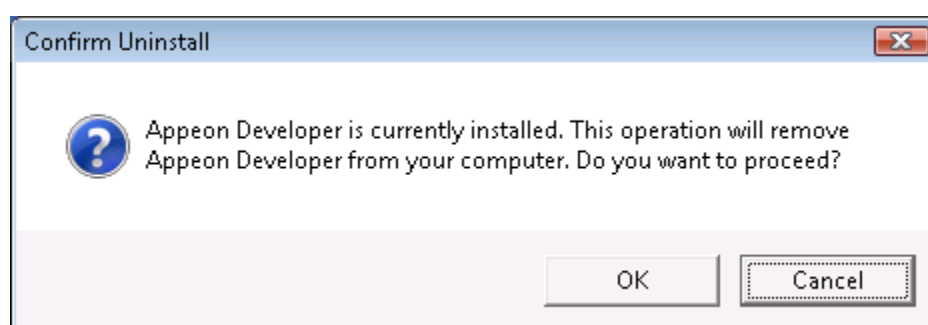 Confirm Uninstall
Appeon Developer is currently installed. This operation will remove
Appeon Developer from your computer. Do you want to proceed?
OK
Cancel